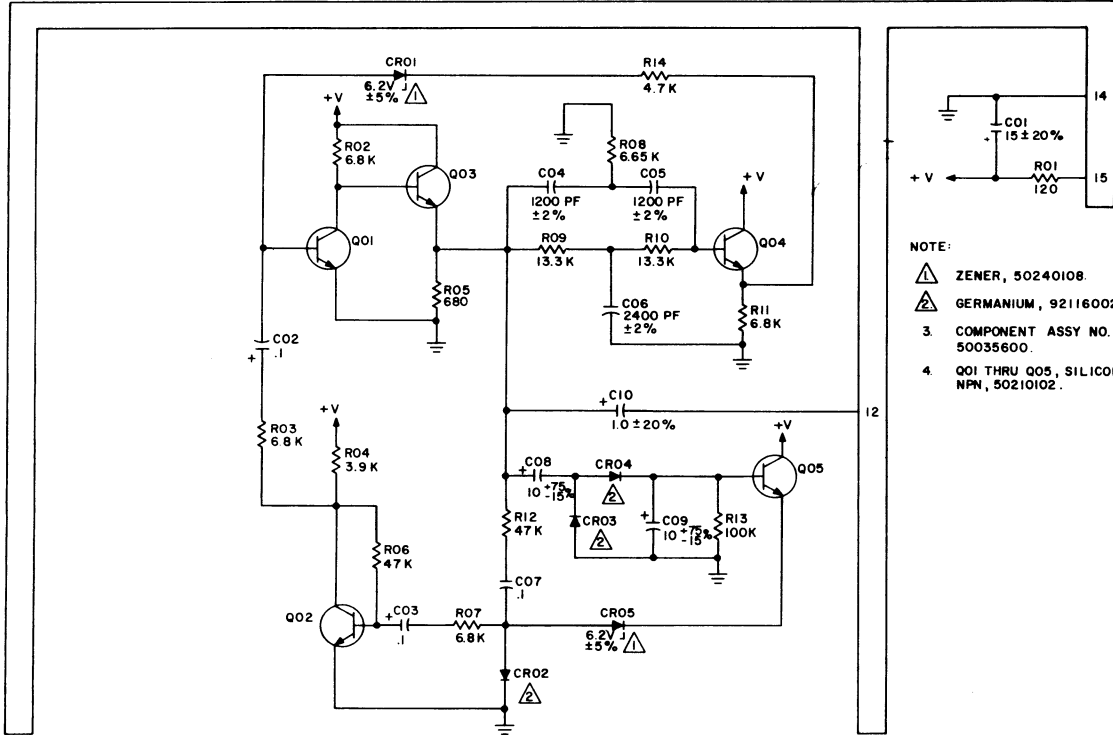 CR01
6.2V
±5%
1
R14
4.7K
+V
R02
6.8K
Q03
Q01
R05
680
R08
6.65K
C04
1200 PF
±2%
C05
1200 PF
±2%
R09
13.3K
R10
13.3K
C06
2400 PF
±2%
+V
Q04
R11
6.8K
C02
+ .1
R03
6.8K
+V
R04
3.9K
R06
47K
Q02
+ C03
.1
R07
6.8K
+ C10
1.0 ±20%
12
+ C08
10 +75%
-15%
CR04
2
CR03
2
+ C09
10 +75%
-15%
R13
100K
+V
Q05
R12
47K
C07
.1
CR05
6.2V
±5%
1
CR02
2
14
C01
+ 15±20%
+V
R01
120
15
NOTE:
1 ZENER, 50240108.
2 GERMANIUM, 92116002
3. COMPONENT ASSY NO.
50035600.
4. Q01 THRU Q05, SILICO
NPN, 50210102.